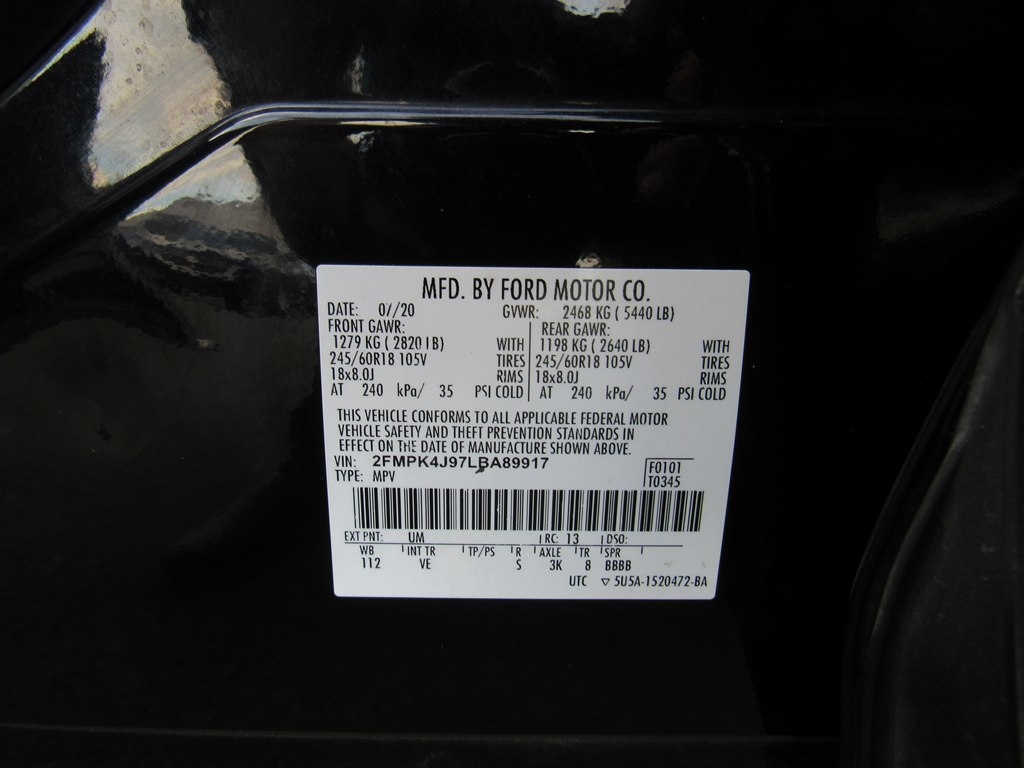 MFD. BY FORD MOTOR CO.
DATE: 07/20 GVWR: 2468 KG ( 5440 LB)
FRONT GAWR: REAR GAWR:
1279 KG ( 2820 LB) WITH 1198 KG ( 2640 LB) WITH
245/60R18 105V TIRES 245/60R18 105V TIRES
18x8.0J RIMS 18x8.0J RIMS
AT 240 kPa/ 35 PSI COLD AT 240 kPa/ 35 PSI COLD
THIS VEHICLE CONFORMS TO ALL APPLICABLE FEDERAL MOTOR
VEHICLE SAFETY AND THEFT PREVENTION STANDARDS IN
EFFECT ON THE DATE OF MANUFACTURE SHOWN ABOVE.
VIN: 2FMPK4J97LBA89917 F0101
TYPE: MPV T0345
EXT PNT: UM RC: 13 DSO:
WB INT TR TP/PS R AXLE TR SPR
112 VE S 3K 8 BBBB
UTC ▽ 5U5A-1520472-BA